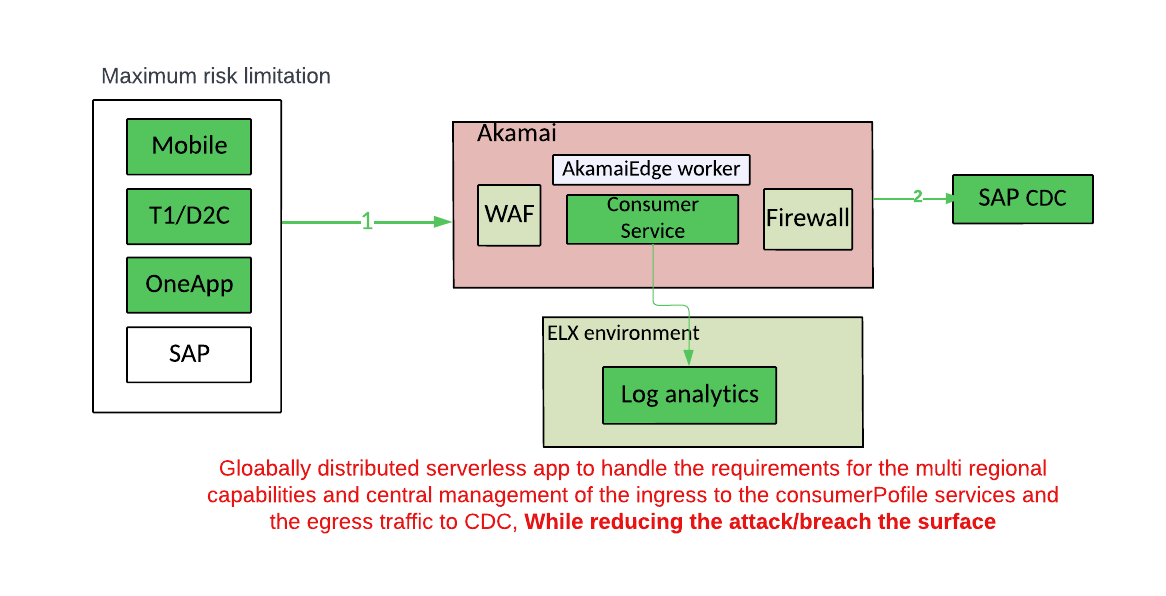 Maximum risk limitation
Mobile
T1/D2C
OneApp
SAP
1
Akamai
AkamaiEdge worker
WAF
Consumer
Service
Firewall
2
SAP CDC
ELX environment
Log analytics
Gloabally distributed serverless app to handle the requirements for the multi regional
capabilities and central management of the ingress to the consumerPofile services and
the egress traffic to CDC, While reducing the attack/breach the surface